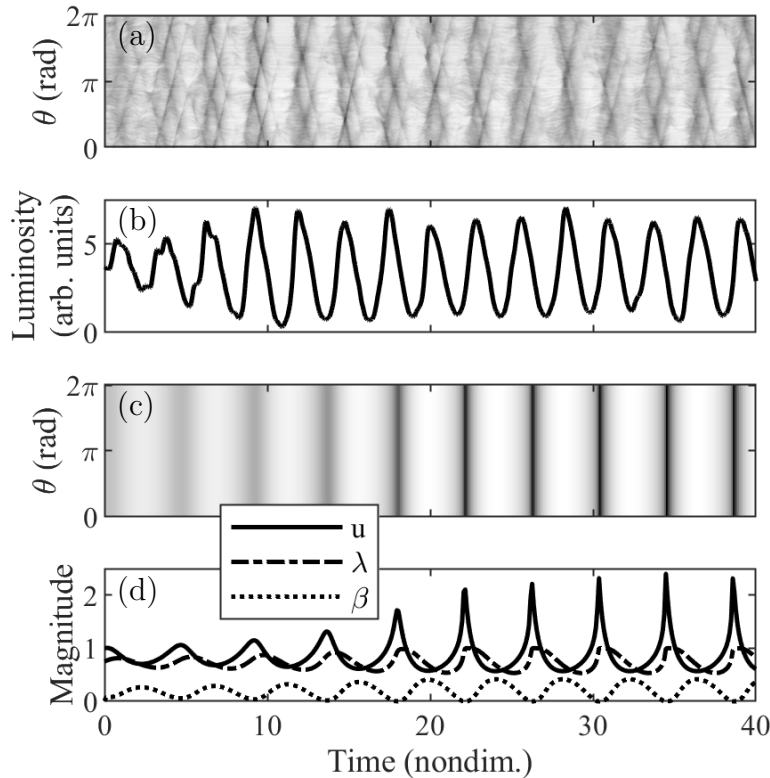 2π
(a)
θ (rad)
π
0
(b)
Luminosity
(arb. units)
5
0
2π
(c)
θ (rad)
π
0
u
λ
β
(d)
Magnitude
2
1
0
0 10 20 30 40
Time (nondim.)